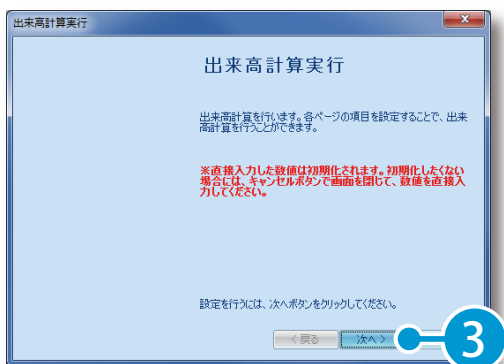 出来高計算実行
出来高計算実行
出来高計算を行います。各ページの項目を設定することで、出来
高計算を行うことができます。
※直接入力した数値は初期化されます。初期化したくない
場合には、キャンセルボタンで画面を閉じて、数値を直接入
力してください。
設定を行うには、次へボタンをクリックしてください。
< 戻る
次へ >
3